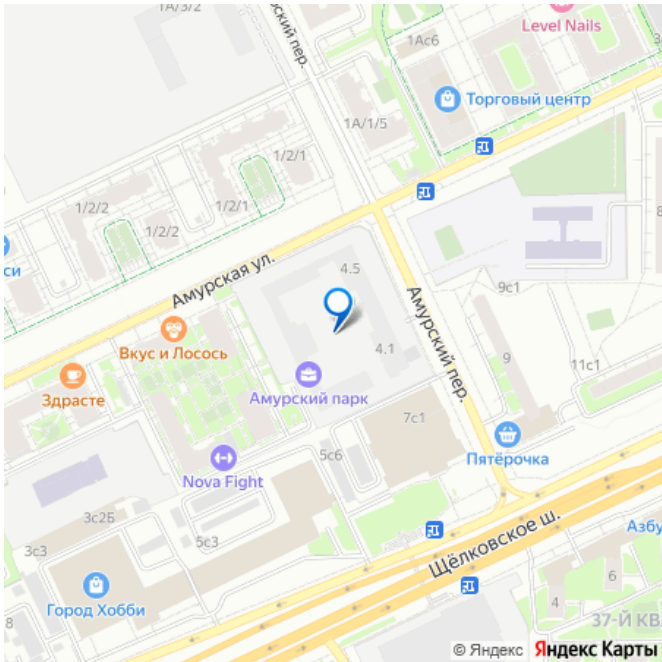 1А/3/2
Level Nails
1Ас6
Амурский пер.
Торговый центр
1А/1/5
1/2/1
1/2/2
1/2/1
1/2/2
си
Амурская ул.
4.5
9с1
Амурский пер.
Вкус и Лосось
4.1
9
11с1
Здрасте
Амурский парк
7с1
Пятёрочка
5с6
Nova Fight
3с2Б
5с3
3с3
Щёлковское ш.
Азбу
Город Хобби
6
4
8
37-Й КВ
© Яндекс Яндекс Карты